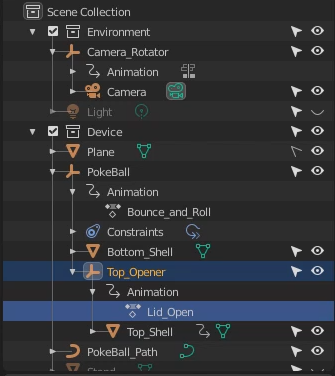 Scene Collection
Environment
Camera_Rotator
Animation
Camera
Light
Device
Plane
PokeBall
Animation
Bounce_and_Roll
Constraints
Bottom_Shell
Top_Opener
Animation
Lid_Open
Top_Shell
PokeBall_Path